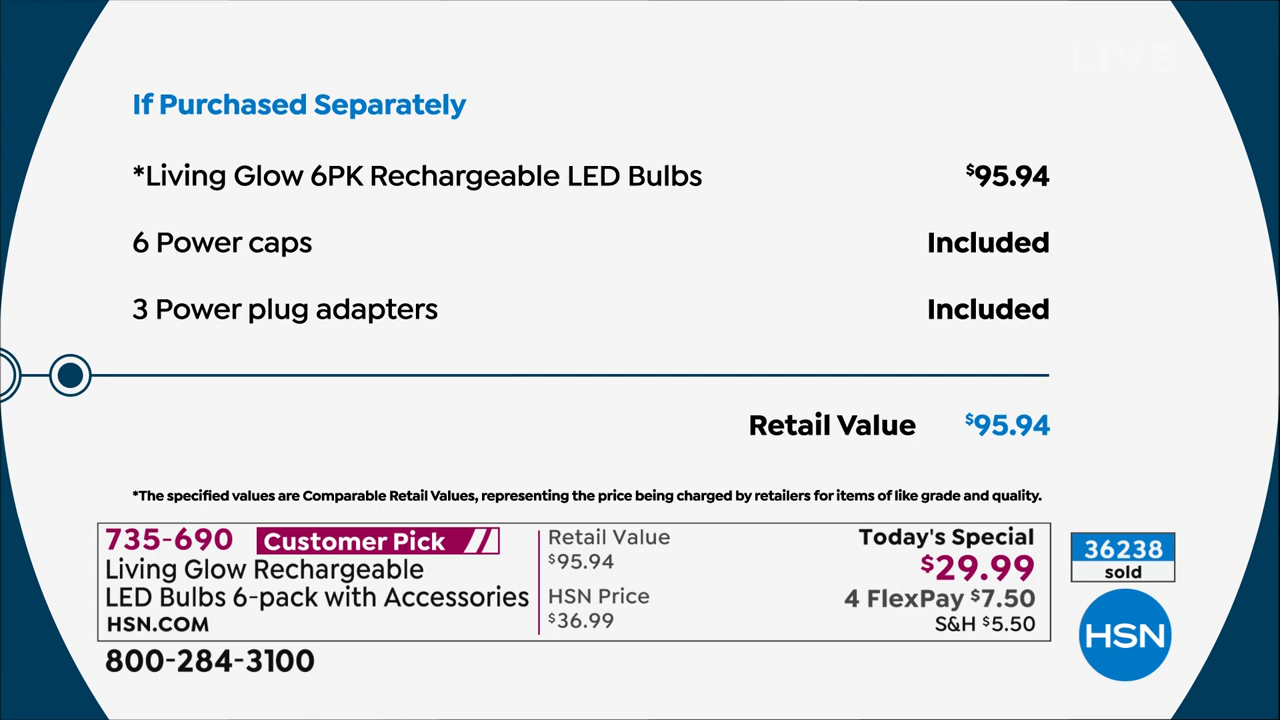 LIVE
If Purchased Separately
*Living Glow 6PK Rechargeable LED Bulbs $95.94
6 Power caps Included
3 Power plug adapters Included
Retail Value $95.94
*The specified values are Comparable Retail Values, representing the price being charged by retailers for items of like grade and quality.
735-690 Customer Pick
Living Glow Rechargeable
LED Bulbs 6-pack with Accessories
HSN.COM
Retail Value
$95.94
HSN Price
$36.99
Today's Special
$29.99
4 FlexPay $7.50
S&H $5.50
36238
sold
HSN
800-284-3100